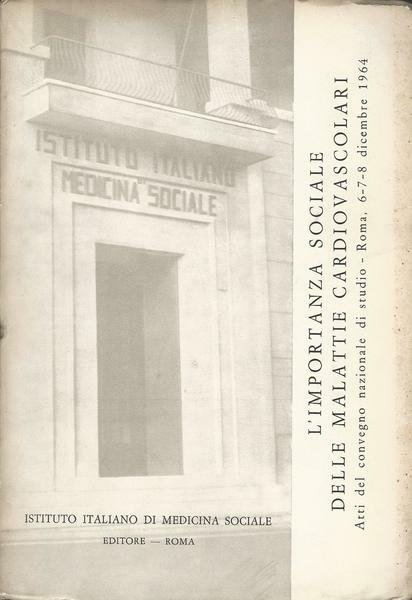 ISTITUTO ITALIANO
MEDICINA SOCIALE
L'IMPORTANZA SOCIALE
DELLE MALATTIE CARDIOVASCOLARI
Atti del convegno nazionale di studio - Roma, 6-7-8 dicembre 1964
ISTITUTO ITALIANO DI MEDICINA SOCIALE
EDITORE — ROMA